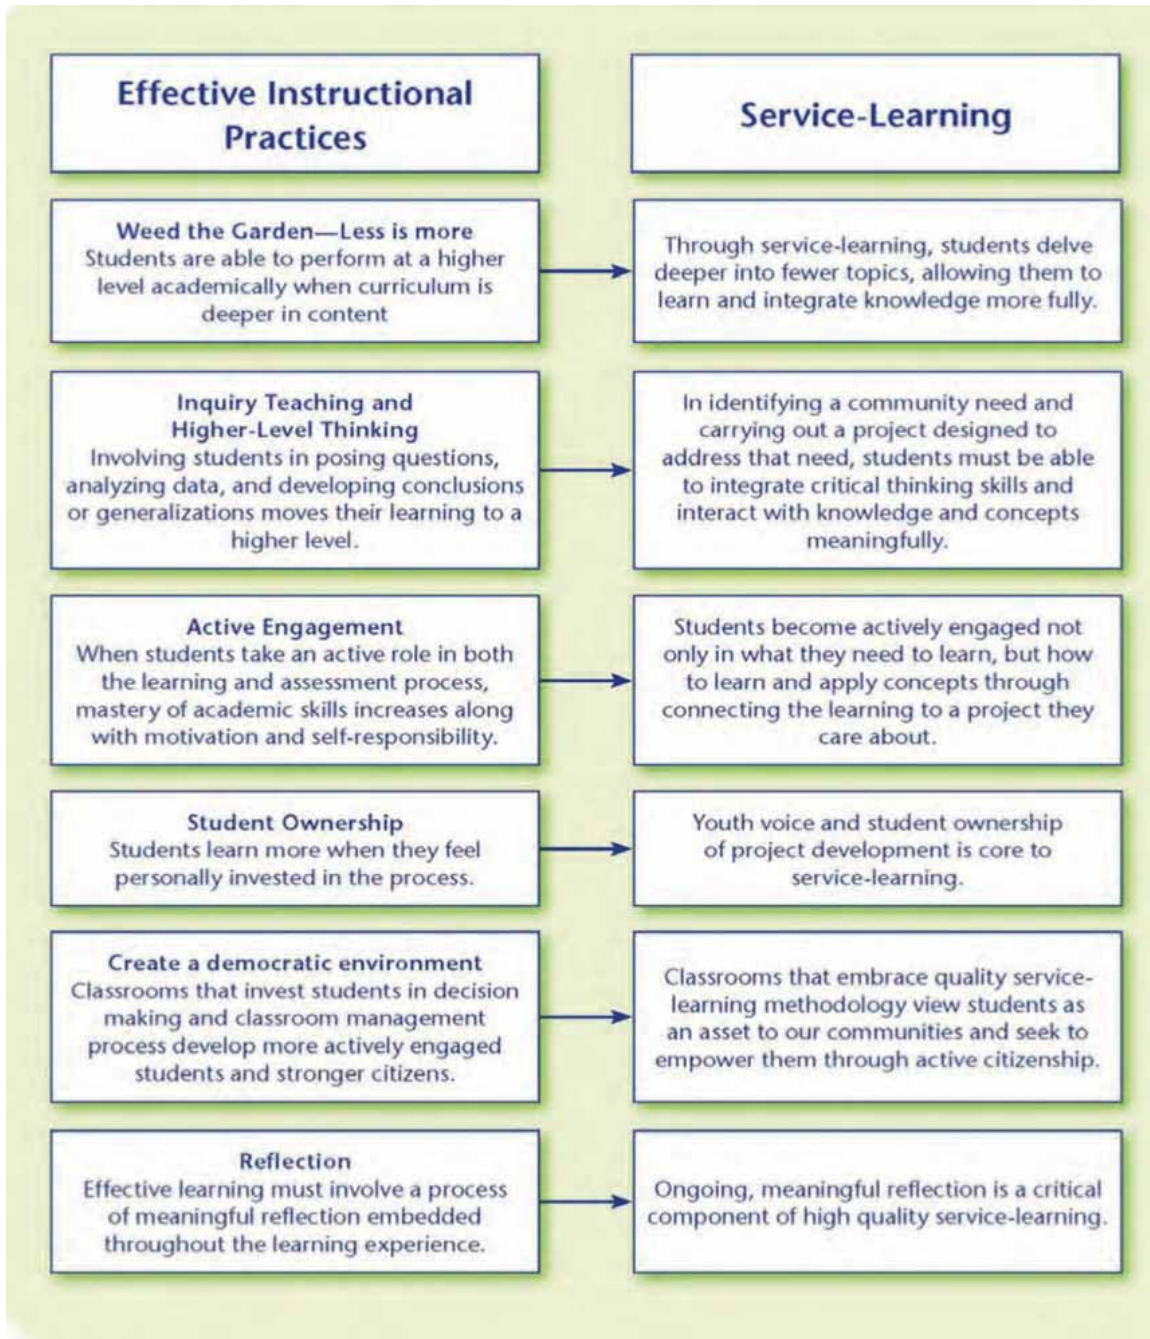 Effective Instructional
Practices
Service-Learning
Weed the Garden—Less is more
Students are able to perform at a higher
level academically when curriculum is
deeper in content
Through service-learning, students delve
deeper into fewer topics, allowing them to
learn and integrate knowledge more fully.
Inquiry Teaching and
Higher-Level Thinking
Involving students in posing questions,
analyzing data, and developing conclusions
or generalizations moves their learning to a
higher level.
In identifying a community need and
carrying out a project designed to
address that need, students must be able
to integrate critical thinking skills and
interact with knowledge and concepts
meaningfully.
Active Engagement
When students take an active role in both
the learning and assessment process,
mastery of academic skills increases along
with motivation and self-responsibility.
Students become actively engaged not
only in what they need to learn, but how
to learn and apply concepts through
connecting the learning to a project they
care about.
Student Ownership
Students learn more when they feel
personally invested in the process.
Youth voice and student ownership
of project development is core to
service-learning.
Create a democratic environment
Classrooms that invest students in decision
making and classroom management
process develop more actively engaged
students and stronger citizens.
Classrooms that embrace quality service-
learning methodology view students as
an asset to our communities and seek to
empower them through active citizenship.
Reflection
Effective learning must involve a process
of meaningful reflection embedded
throughout the learning experience.
Ongoing, meaningful reflection is a critical
component of high quality service-learning.